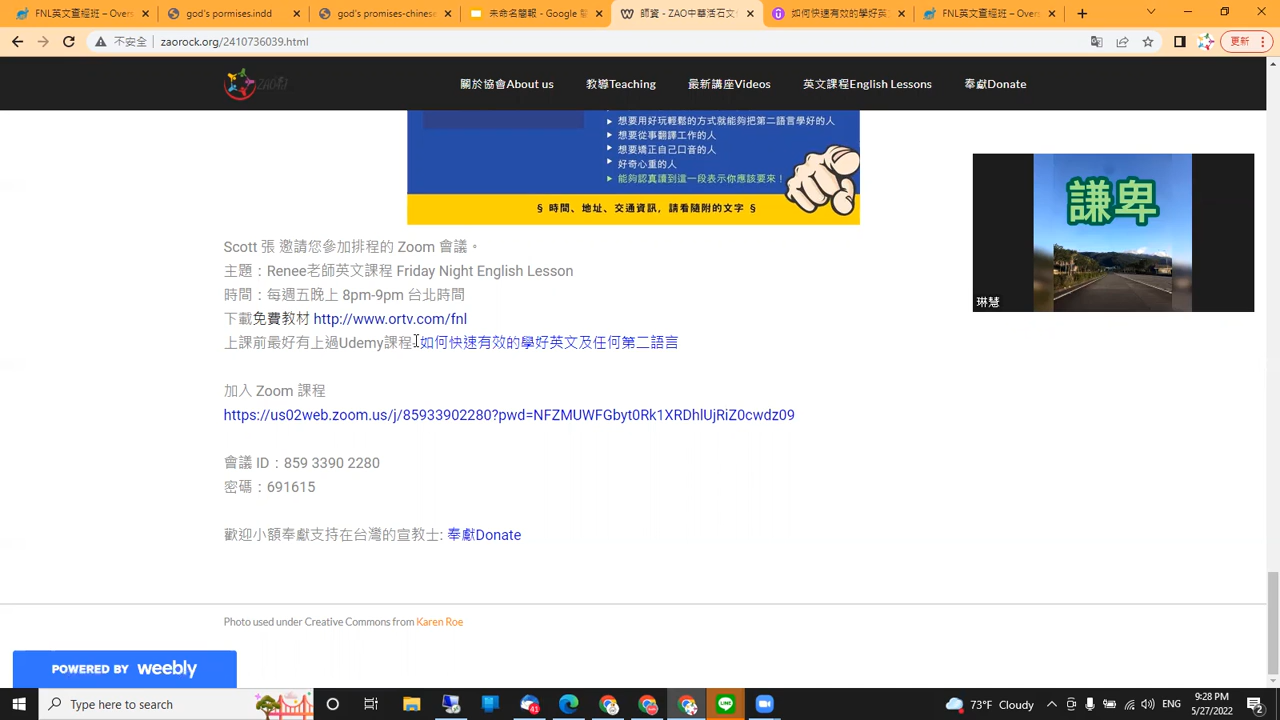 FNL英文查經班 – Over
god's pormises.indd
god's promises-chinese
未命名簡報 - Google 簡
師資 - ZAO中華活石文
如何快速有效的學好英
FNL英文查經班 – Over
不安全
zaorock.org/2410736039.html
更新
關於協會About us
教導Teaching
最新講座Videos
英文課程English Lessons
奉獻Donate
想要用好玩輕鬆的方式就能夠把第二語言學好的人
想要從事翻譯工作的人
想要矯正自己口音的人
好奇心重的人
能夠認真讀到這一段表示你應該要來！
§ 時間、地址、交通資訊，請看隨附的文字 §
謙卑
琳慧
Scott 張 邀請您參加排程的 Zoom 會議。
主題：Renee老師英文課程 Friday Night English Lesson
時間：每週五晚上 8pm-9pm 台北時間
下載免費教材 http://www.ortv.com/fnl
上課前最好有上過Udemy課程:如何快速有效的學好英文及任何第二語言
加入 Zoom 課程
https://us02web.zoom.us/j/85933902280?pwd=NFZMUWFGbyt0Rk1XRDhlUjRiZ0cwdz09
會議 ID：859 3390 2280
密碼：691615
歡迎小額奉獻支持在台灣的宣教士: 奉獻Donate
Photo used under Creative Commons from Karen Roe
POWERED BY weebly
Type here to search
41
73°F Cloudy
ENG
9:28 PM
5/27/2022
2